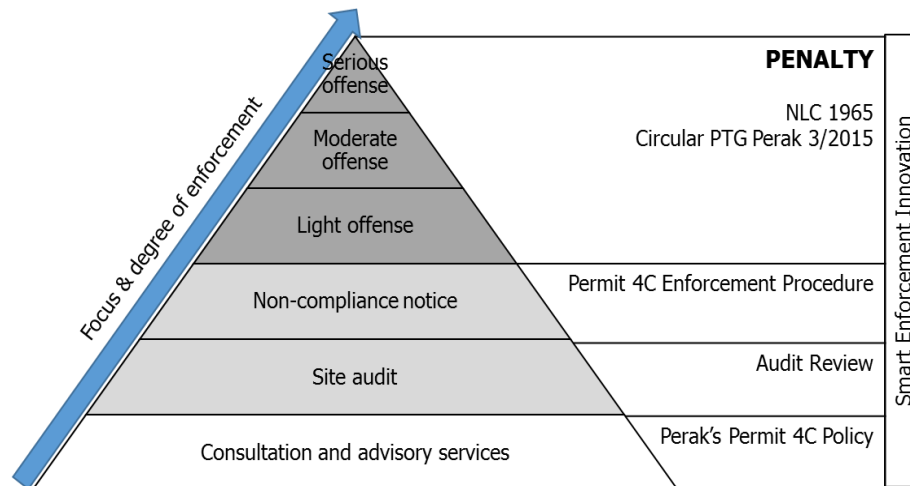 Serious
offense
Moderate
offense
Light offense
Non-compliance notice
Site audit
Consultation and advisory services
Focus & degree of enforcement
PENALTY
NLC 1965
Circular PTG Perak 3/2015
Permit 4C Enforcement Procedure
Audit Review
Perak's Permit 4C Policy
Smart Enforcement Innovation